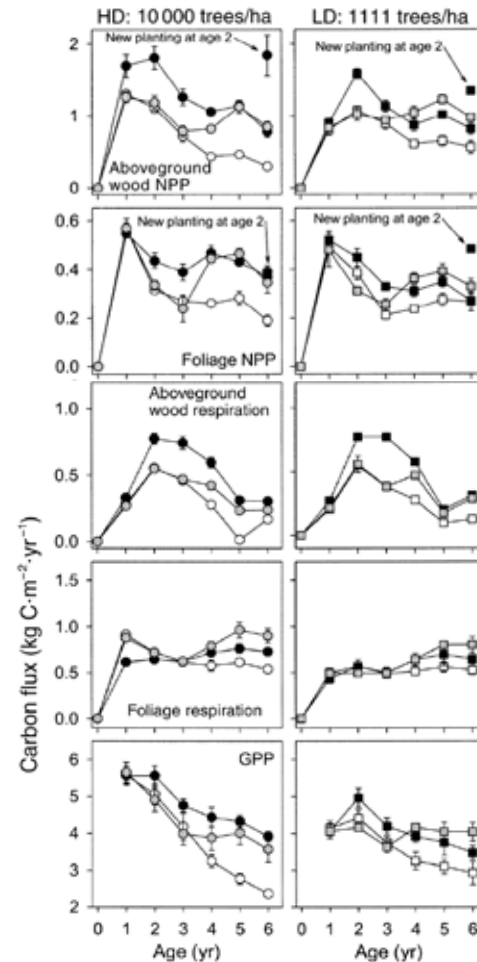 HD: 10 000 trees/ha
LD: 1111 trees/ha
New planting at age 2
New planting at age 2
2
1
0
Aboveground
wood NPP
New planting at age 2
New planting at age 2
0.6
0.4
0.2
0.0
Foliage NPP
Aboveground
wood respiration
1.0
0.5
0.0
1.5
1.0
0.5
0.0
Foliage respiration
GPP
6
5
4
3
2
0 1 2 3 4 5 6
0 1 2 3 4 5 6
Age (yr)
Age (yr)
Carbon flux (kg C·m−2·yr−1)